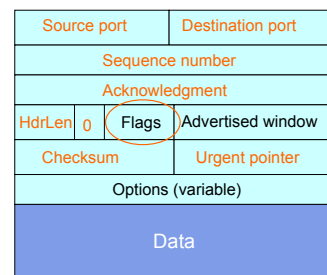 Source port Destination port
Sequence number
Acknowledgment
HdrLen 0 Flags Advertised window
Checksum Urgent pointer
Options (variable)
Data